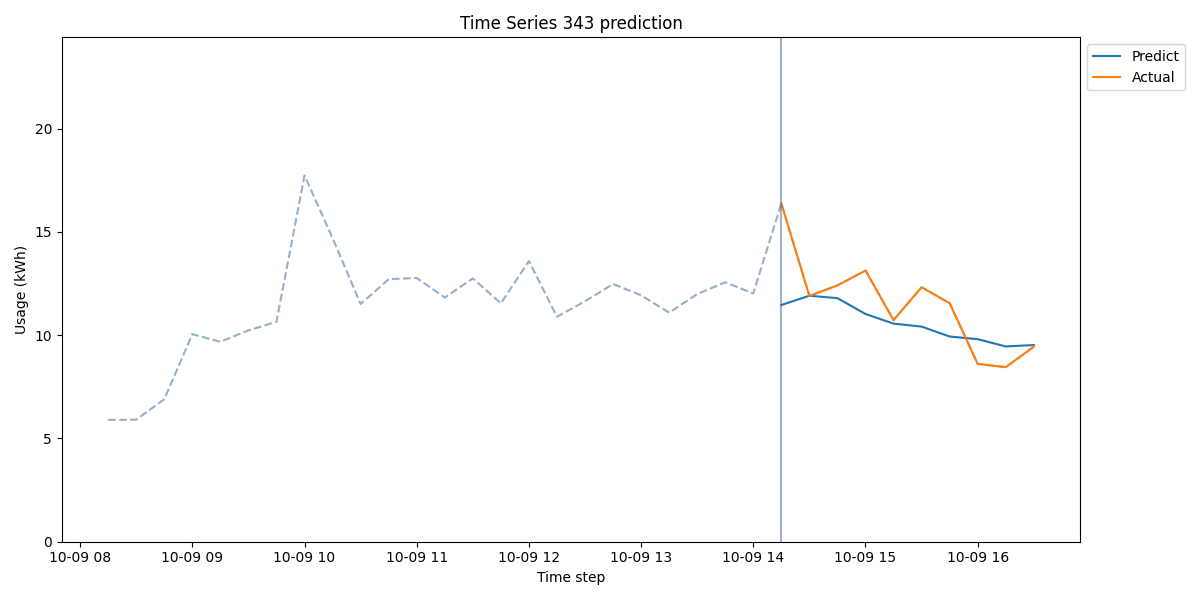 Time Series 343 prediction
Predict
Actual
Usage (kWh)
20
15
10
5
0
10-09 08
10-09 09
10-09 10
10-09 11
10-09 12
10-09 13
10-09 14
10-09 15
10-09 16
Time step